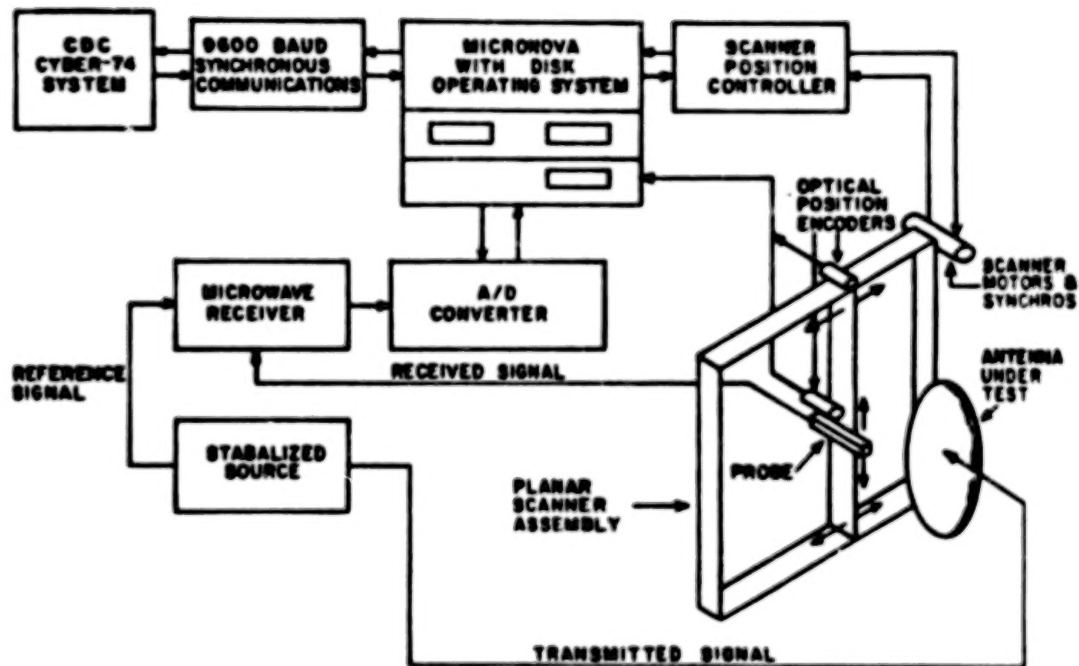 CDC
CYBER-74
SYSTEM
9600 BAUD
SYNCHRONOUS
COMMUNICATIONS
MICRONOVA
WITH DISK
OPERATING SYSTEM
SCANNER
POSITION
CONTROLLER
OPTICAL
POSITION
ENCODERS
SCANNER
MOTORS &
SYNCHROS
MICROWAVE
RECEIVER
A/D
CONVERTER
REFERENCE
SIGNAL
RECEIVED SIGNAL
ANTENNA
UNDER
TEST
STABALIZED
SOURCE
PROBE
PLANAR
SCANNER
ASSEMBLY
TRANSMITTED SIGNAL